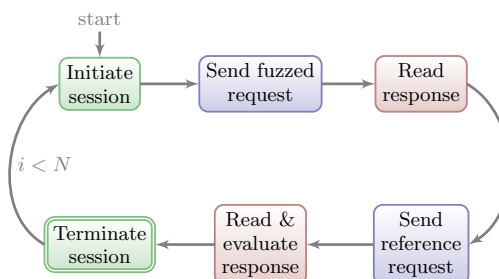 start
Initiate
session
Send fuzzed
request
Read
response
i < N
Terminate
session
Read &
evaluate
response
Send
reference
request